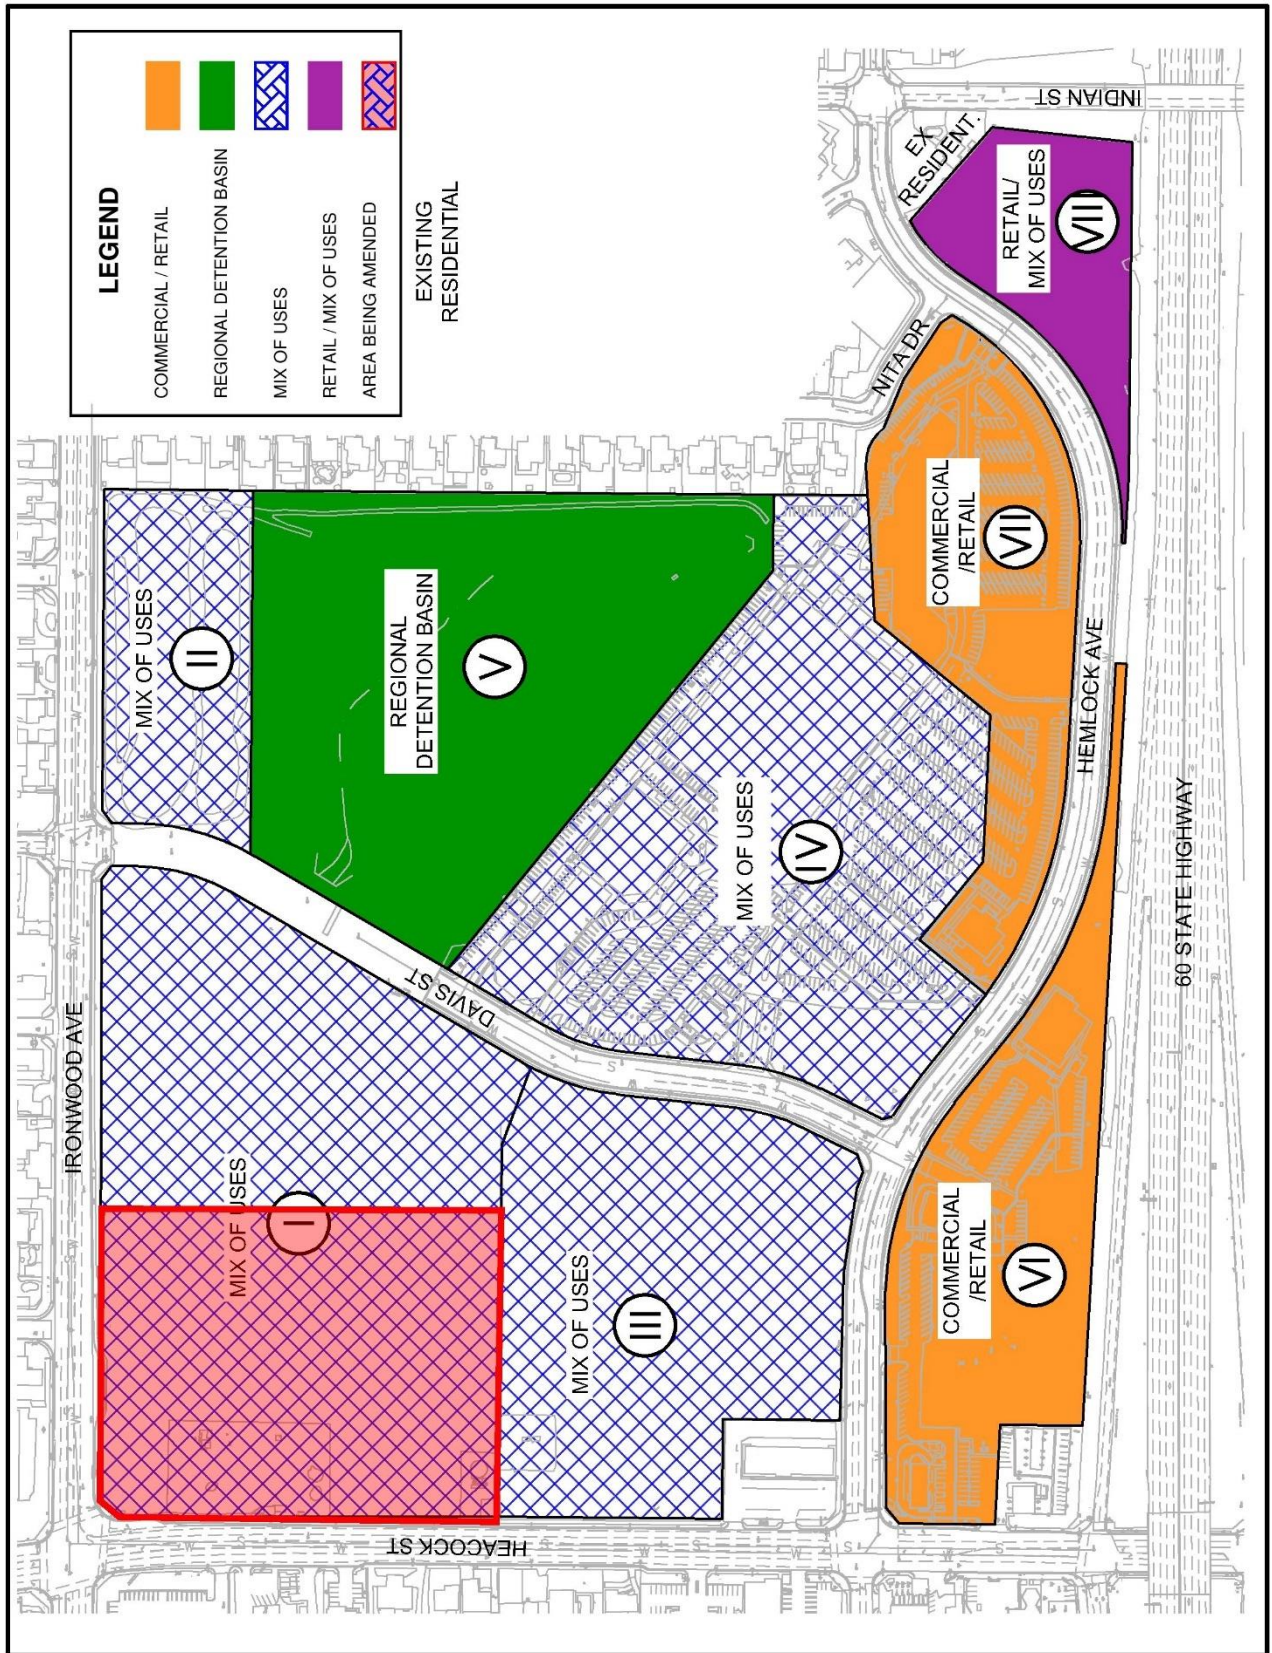 LEGEND
COMMERCIAL / RETAIL
REGIONAL DETENTION BASIN
MIX OF USES
RETAIL / MIX OF USES
AREA BEING AMENDED
EXISTING
RESIDENTIAL
IRONWOOD AVE
HEACOCK ST
DAVIS ST
HEMLOCK AVE
NITA DR
INDIAN ST
60 STATE HIGHWAY
EX
RESIDENT.
MIX OF USES
I
MIX OF USES
II
MIX OF USES
III
MIX OF USES
IV
REGIONAL
DETENTION BASIN
V
COMMERCIAL
/RETAIL
VI
COMMERCIAL
/RETAIL
VII
RETAIL/
MIX OF USES
VII